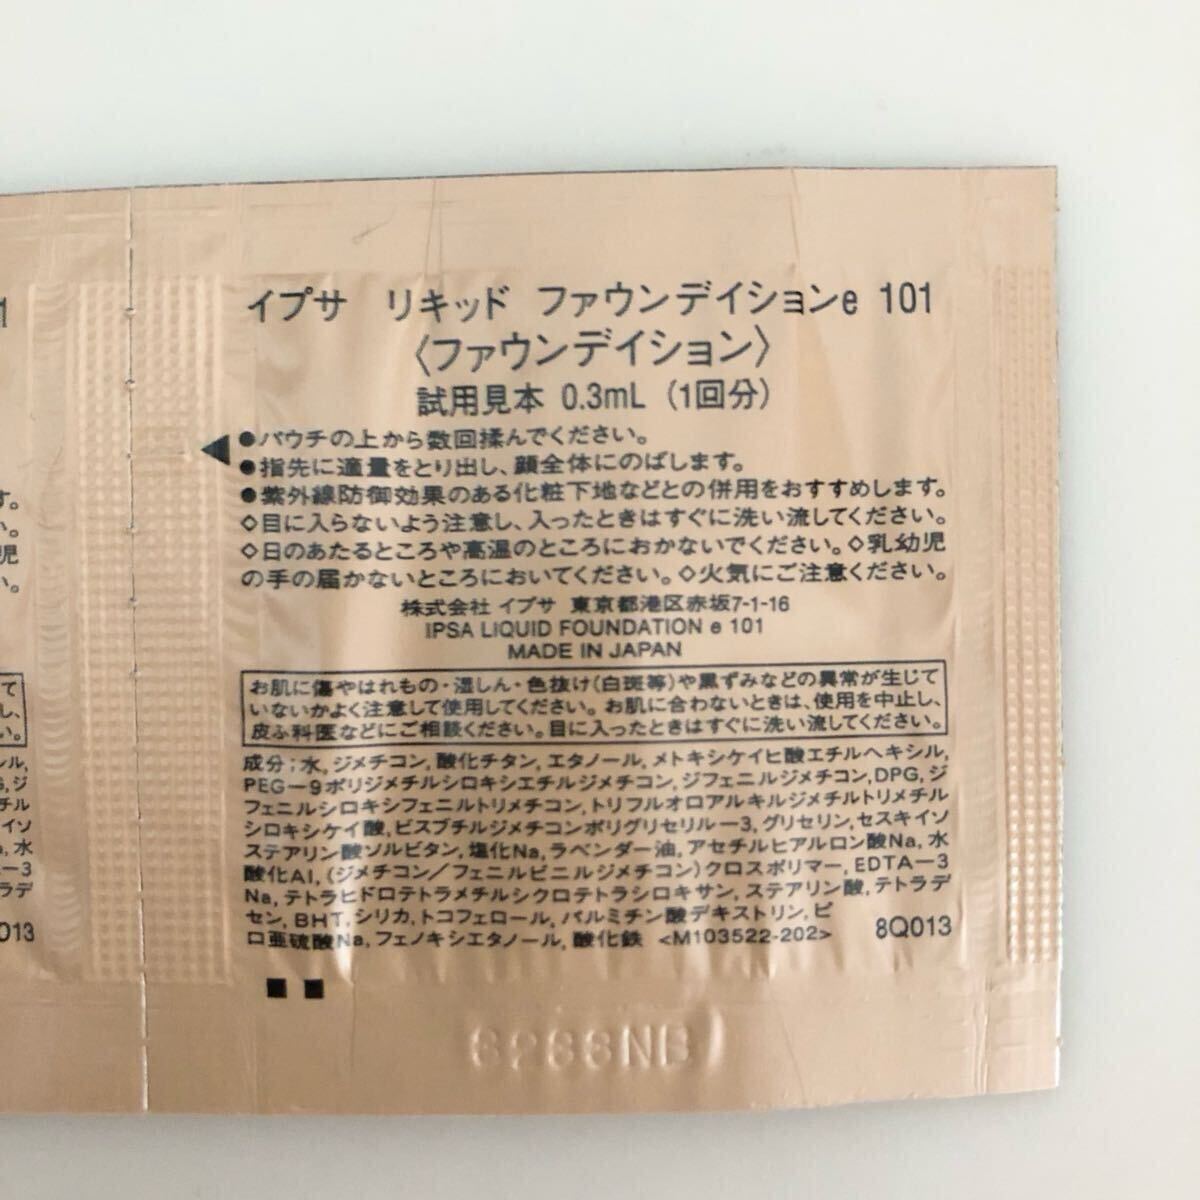 イプサ リキッド ファウンデイションe 101
〈ファウンデイション〉
試用見本 0.3mL (1回分)
●パウチの上から数回揉んでください。
●指先に適量をとり出し、顔全体にのばします。
●紫外線防御効果のある化粧下地などとの併用をおすすめします。
◇目に入らないよう注意し、入ったときはすぐに洗い流してください。
◇日のあたるところや高温のところにおかないでください。◇乳幼児
の手の届かないところにおいてください。◇火気にご注意ください。
株式会社 イプサ 東京都港区赤坂7-1-16
IPSA LIQUID FOUNDATION e 101
MADE IN JAPAN
お肌に傷やはれもの・湿しん・色抜け(白斑等)や黒ずみなどの異常が生じて
いないかよく注意して使用してください。お肌に合わないときは、使用を中止し、
皮ふ科医などにご相談ください。目に入ったときはすぐに洗い流してください。
成分:水,ジメチコン,酸化チタン,エタノール,メトキシケイヒ酸エチルヘキシル,
PEG-9ポリジメチルシロキシエチルジメチコン,ジフェニルジメチコン,DPG,ジ
フェニルシロキシフェニルトリメチコン,トリフルオロアルキルジメチルトリメチル
シロキシケイ酸,ビスブチルジメチコンポリグリセリル-3,グリセリン,セスキイソ
ステアリン酸ソルビタン,塩化Na,ラベンダー油,アセチルヒアルロン酸Na,水
酸化Al,(ジメチコン/フェニルビニルジメチコン)クロスポリマー,EDTA-3
Na,テトラヒドロテトラメチルシクロテトラシロキサン,ステアリン酸,テトラデ
セン,BHT,シリカ,トコフェロール,パルミチン酸デキストリン,ピ
ロ亜硫酸Na,フェノキシエタノール,酸化鉄 <M103522-202> 8Q013